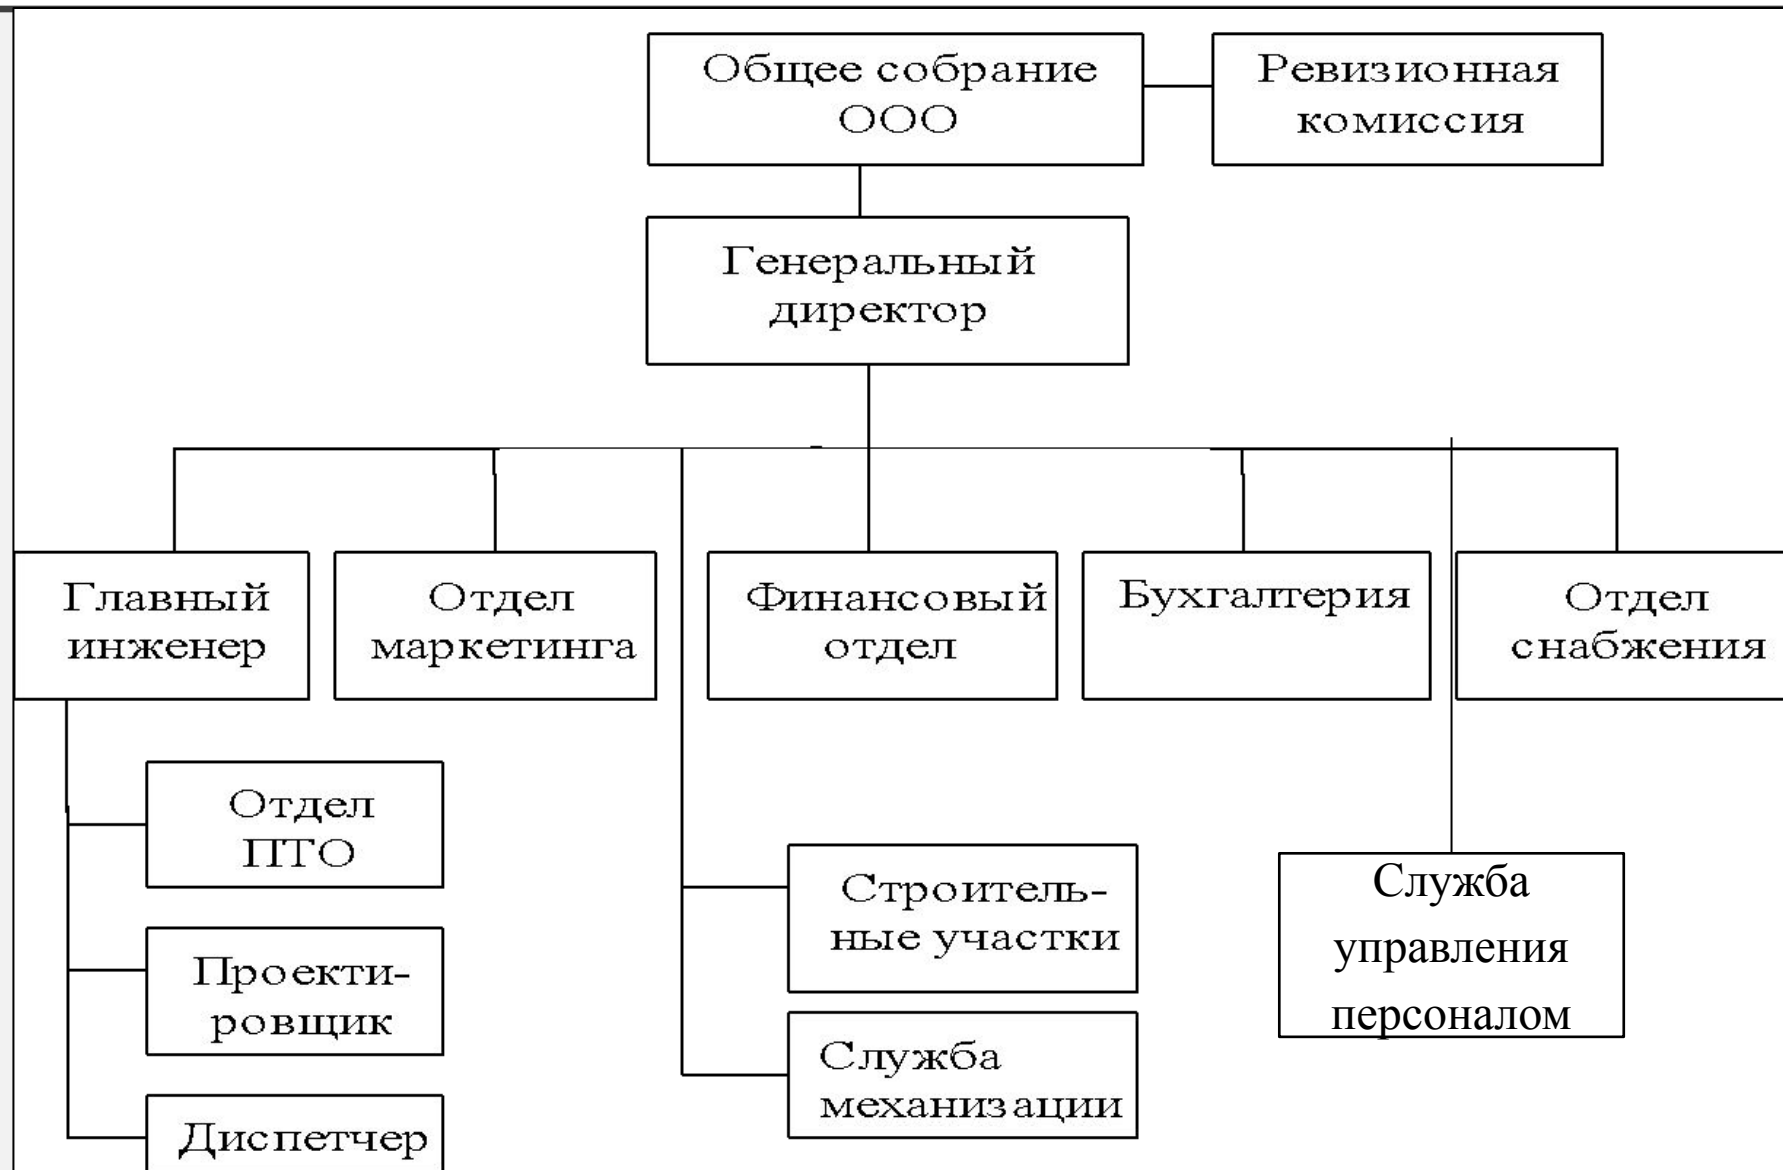 Общее собрание
ООО
Ревизионная
комиссия
Генеральный
директор
Главный
инженер
Отдел
маркетинга
Финансовый
отдел
Бухгалтерия
Отдел
снабжения
Отдел
ПТО
Проекти-
ровщик
Диспетчер
Строитель-
ные участки
Служба
механизации
Служба
управления
персоналом